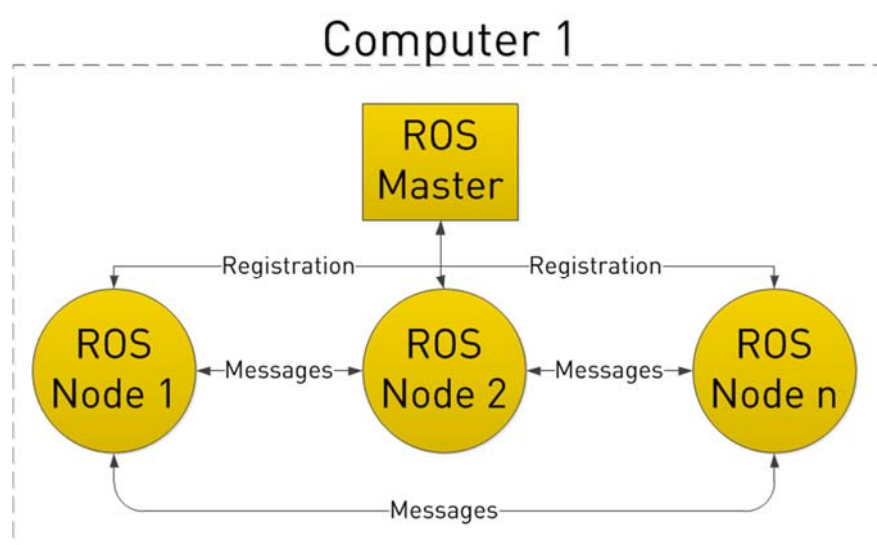 Computer 1
ROS
Master
Registration
Registration
ROS
Node 1
Messages
ROS
Node 2
Messages
ROS
Node n
Messages